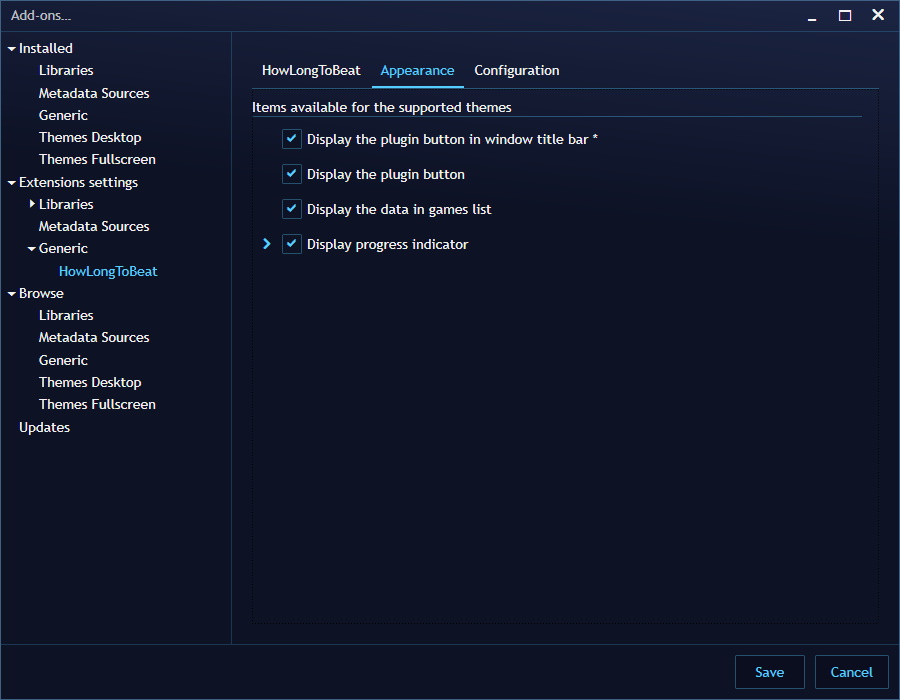 Add-ons...
Installed
Libraries
Metadata Sources
Generic
Themes Desktop
Themes Fullscreen
Extensions settings
Libraries
Metadata Sources
Generic
HowLongToBeat
Browse
Libraries
Metadata Sources
Generic
Themes Desktop
Themes Fullscreen
Updates
HowLongToBeat Appearance Configuration
Items available for the supported themes
Display the plugin button in window title bar *
Display the plugin button
Display the data in games list
Display progress indicator
Save Cancel